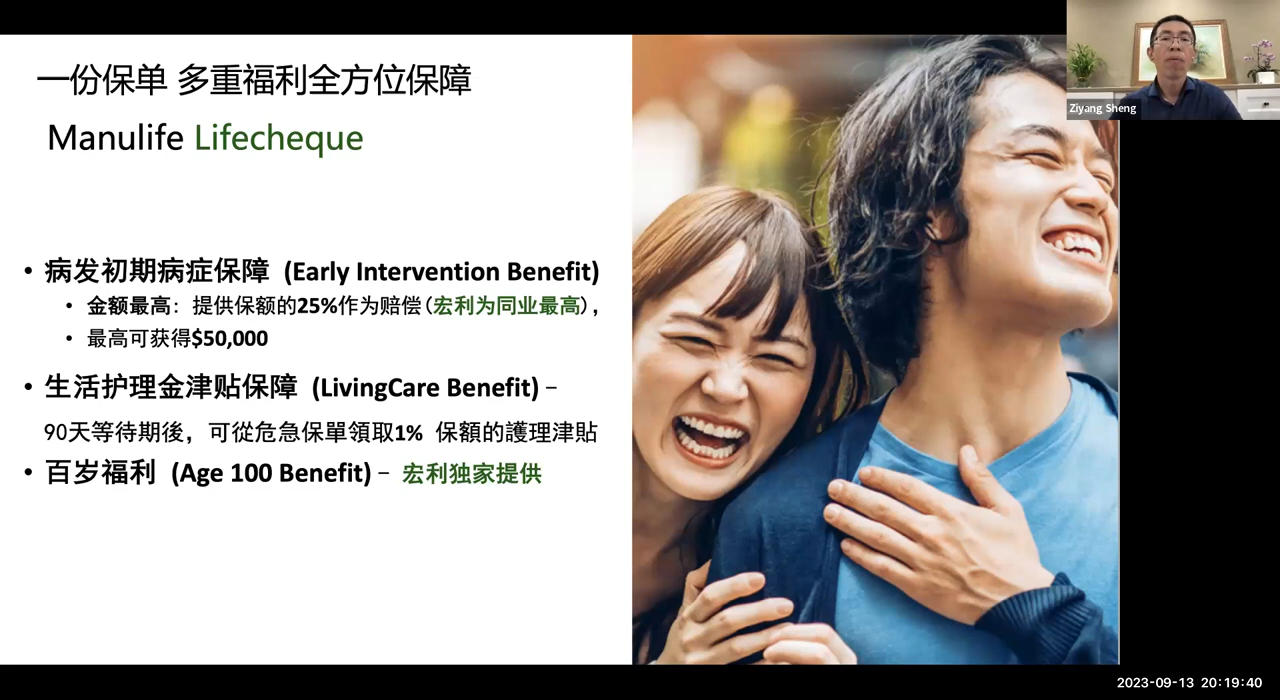 一份保单 多重福利全方位保障
Manulife Lifecheque
• 病发初期病症保障 (Early Intervention Benefit)
• 金额最高：提供保额的25%作为赔偿(宏利为同业最高)，
• 最高可获得$50,000
• 生活护理金津贴保障 (LivingCare Benefit) –
90天等待期後，可從危急保單領取1% 保額的護理津貼
• 百岁福利 (Age 100 Benefit) – 宏利独家提供
Ziyang Sheng
2023-09-13 20:19:40